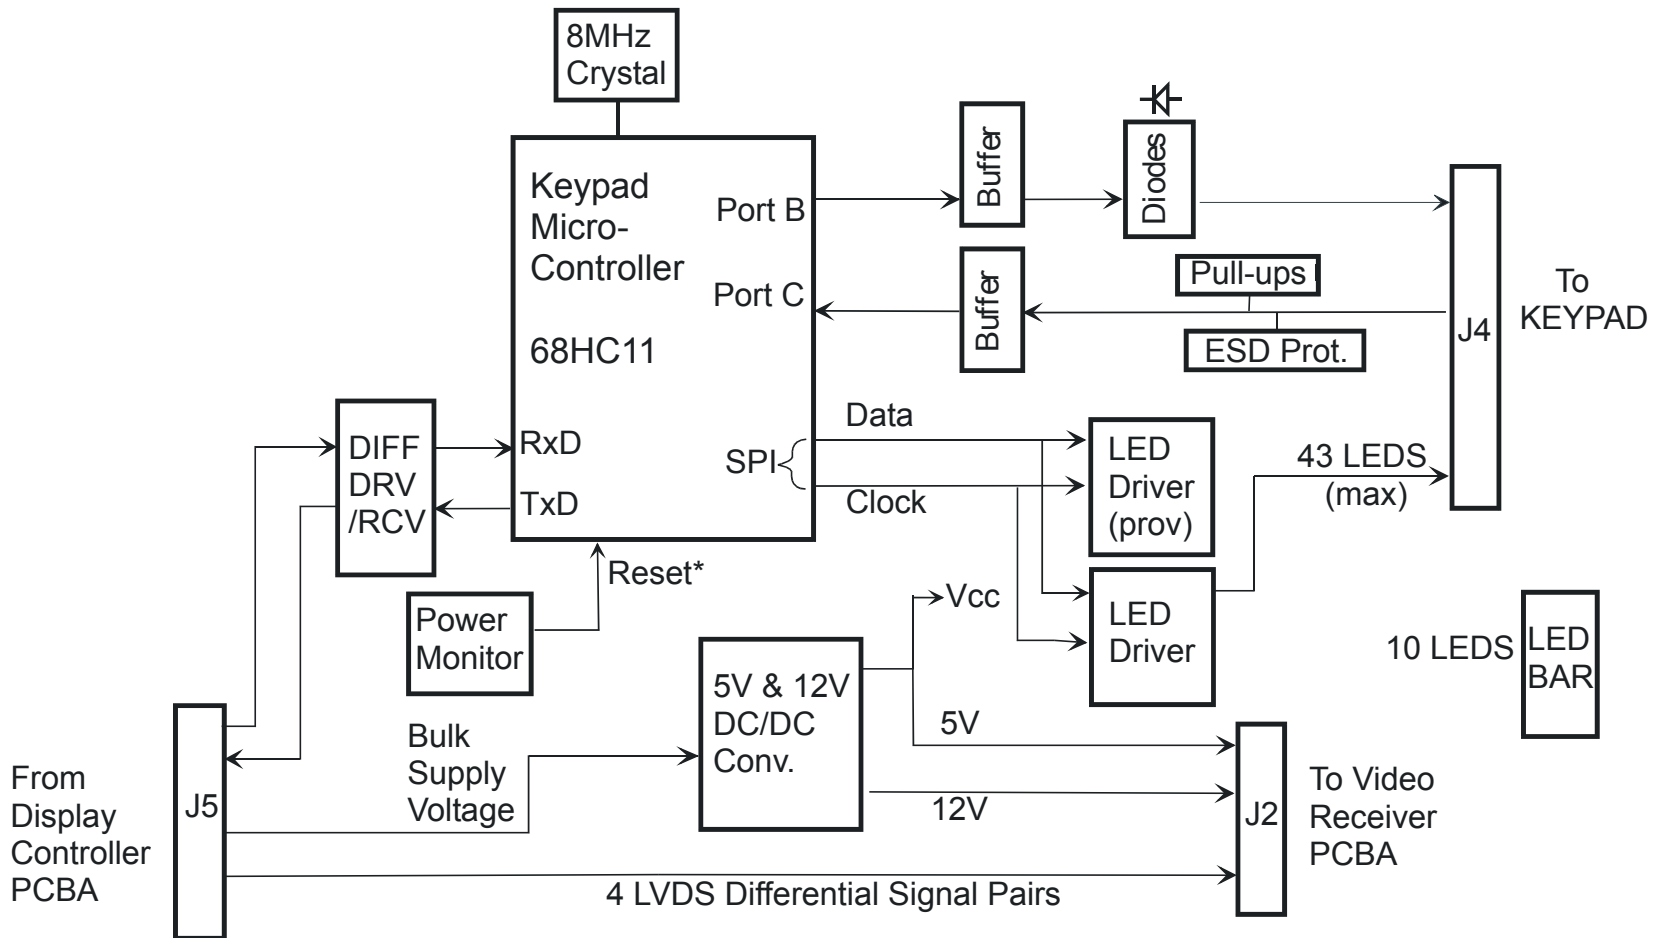 8MHz
Crystal
Keypad
Micro-
Controller
68HC11
Port B
Port C
RxD
TxD
SPI
Buffer
Diodes
Buffer
Pull-ups
ESD Prot.
J4
To
KEYPAD
DIFF
DRV
/RCV
Data
Clock
LED
Driver
(prov)
43 LEDS
(max)
Reset*
Power
Monitor
Vcc
LED
Driver
10 LEDS
LED
BAR
5V & 12V
DC/DC
Conv.
5V
12V
Bulk
Supply
Voltage
From
Display
Controller
PCBA
J5
J2
To Video
Receiver
PCBA
4 LVDS Differential Signal Pairs